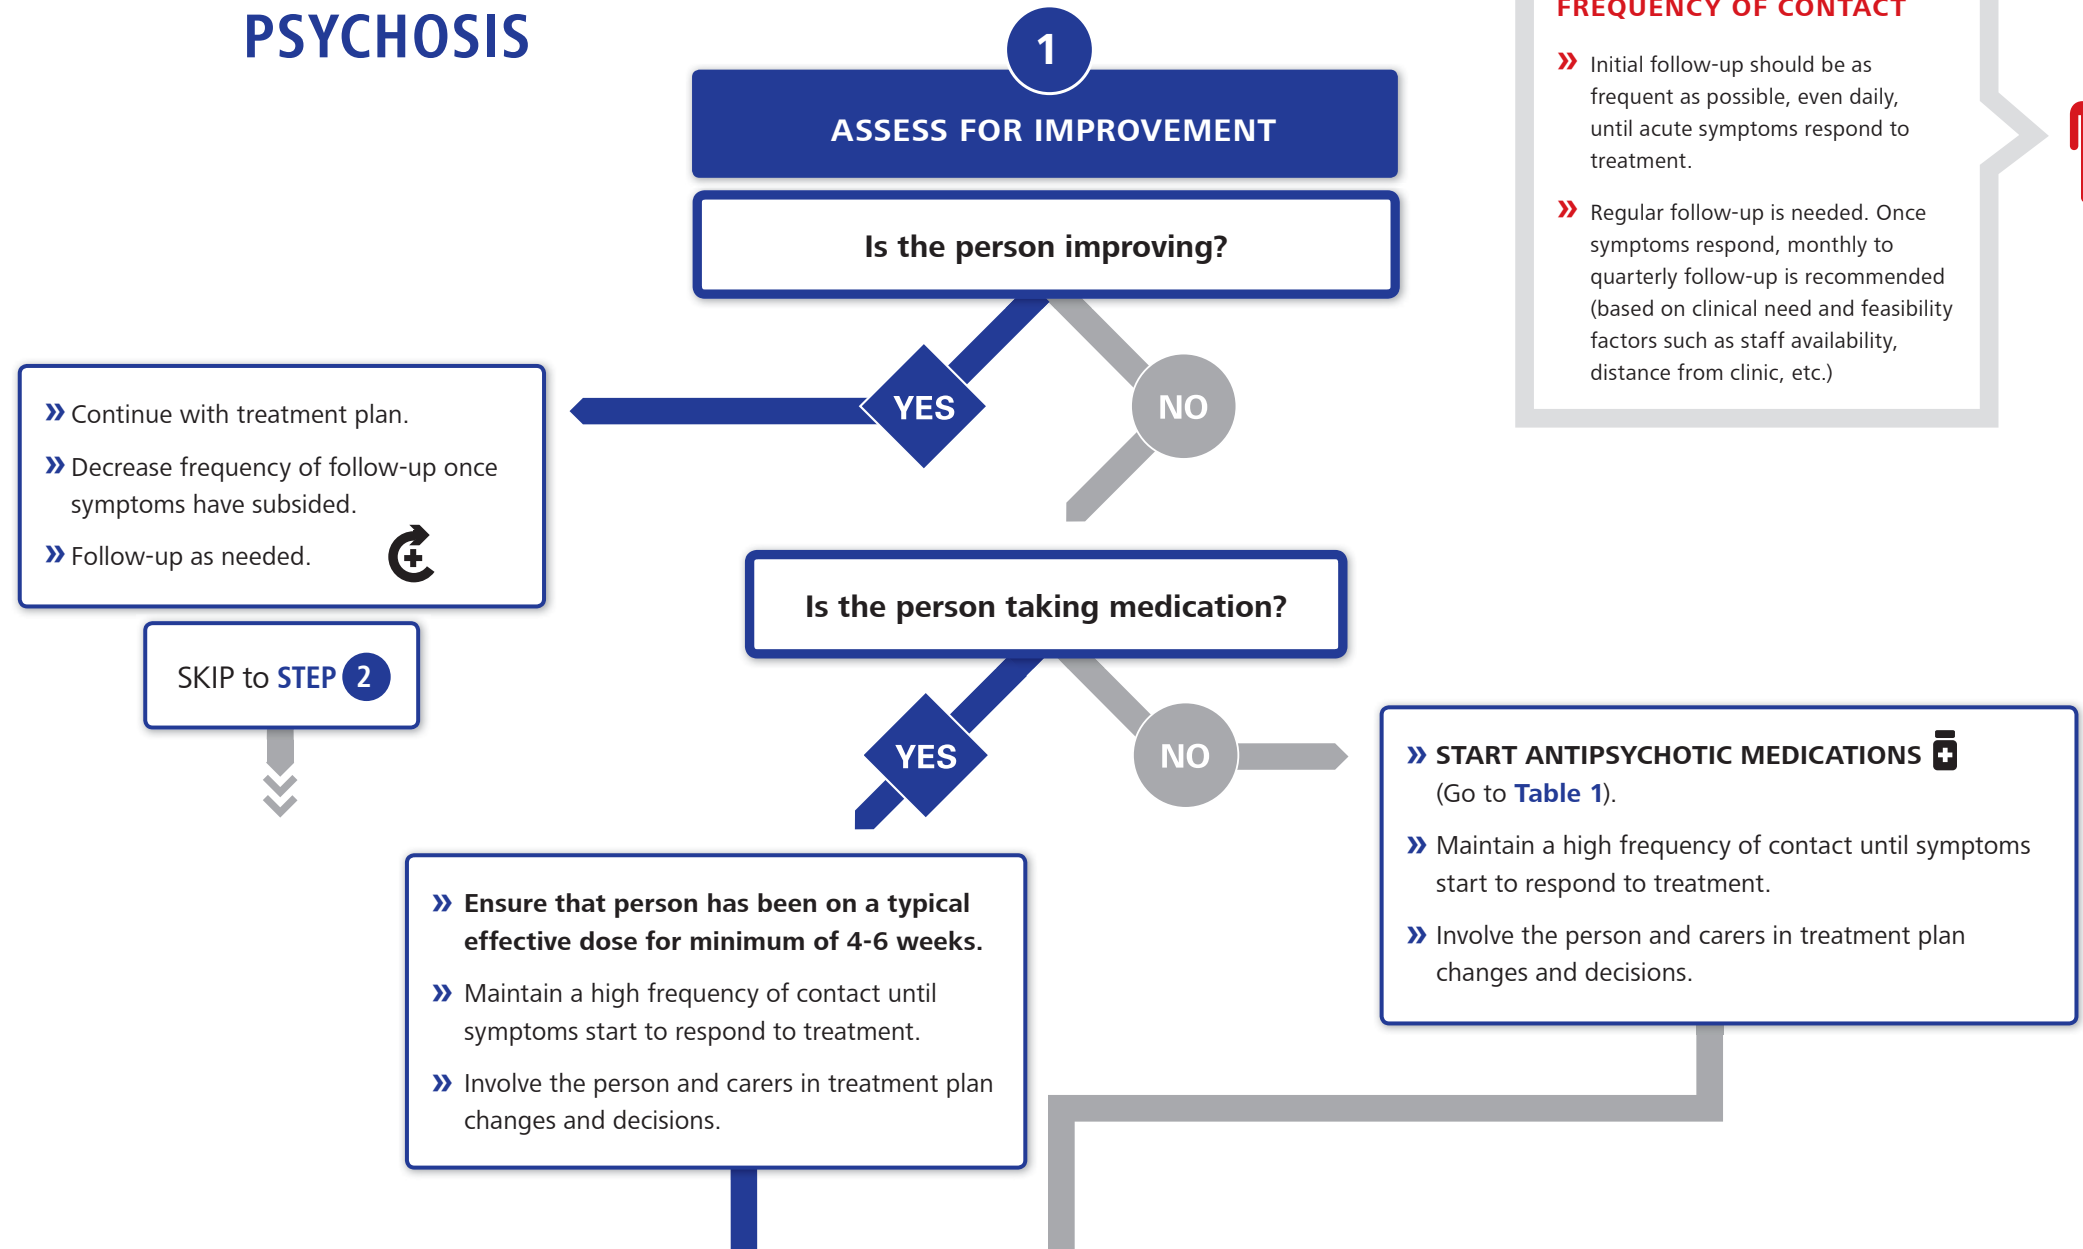 PSYCHOSIS
1
ASSESS FOR IMPROVEMENT
Is the person improving?
FREQUENCY OF CONTACT
» Initial follow-up should be as
frequent as possible, even daily,
until acute symptoms respond to
treatment.
» Regular follow-up is needed. Once
symptoms respond, monthly to
quarterly follow-up is recommended
(based on clinical need and feasibility
factors such as staff availability,
distance from clinic, etc.)
YES
NO
» Continue with treatment plan.
» Decrease frequency of follow-up once
symptoms have subsided.
» Follow-up as needed.
SKIP to STEP 2
Is the person taking medication?
YES
NO
» START ANTIPSYCHOTIC MEDICATIONS
(Go to Table 1).
» Maintain a high frequency of contact until symptoms
start to respond to treatment.
» Involve the person and carers in treatment plan
changes and decisions.
» Ensure that person has been on a typical
effective dose for minimum of 4-6 weeks.
» Maintain a high frequency of contact until
symptoms start to respond to treatment.
» Involve the person and carers in treatment plan
changes and decisions.